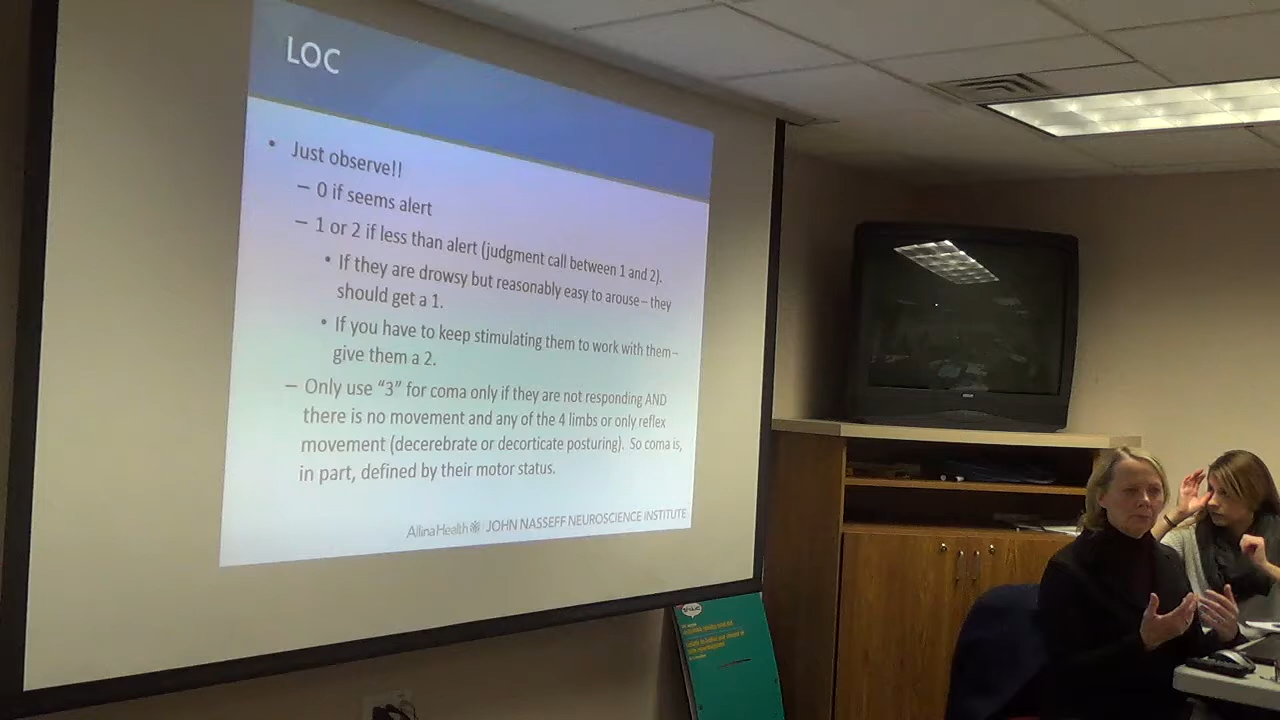 LOC
• Just observe!!
– 0 if seems alert
– 1 or 2 if less than alert (judgment call between 1 and 2).
• If they are drowsy but reasonably easy to arouse – they
should get a 1.
• If you have to keep stimulating them to work with them–
give them a 2.
– Only use “3” for coma only if they are not responding AND
there is no movement and any of the 4 limbs or only reflex
movement (decerebrate or decorticate posturing). So coma is,
in part, defined by their motor status.
AllinaHealth JOHN NASSEFF NEUROSCIENCE INSTITUTE